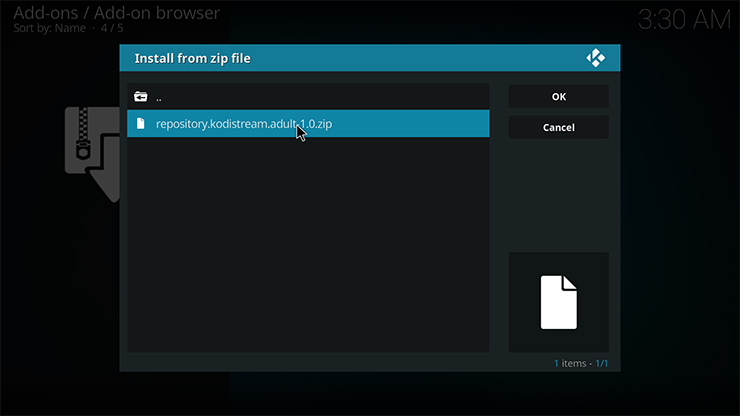 Add-ons / Add-on browser
Sort by: Name · 4 / 5
3:30 AM
Install from zip file
..
repository.kodistream.adult-1.0.zip
OK
Cancel
1 items - 1/1